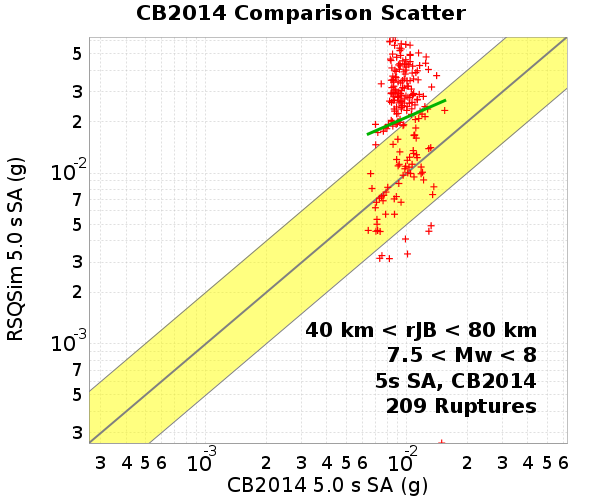 CB2014 Comparison Scatter
RSQSim 5.0 s SA (g)
5
3
2
10-2
7
5
3
2
10-3
7
5
3
40 km < rJB < 80 km
7.5 < Mw < 8
5s SA, CB2014
209 Ruptures
3 4 5 6 10-3 2 3 4 5 6 10-2 2 3 4 5 6
CB2014 5.0 s SA (g)